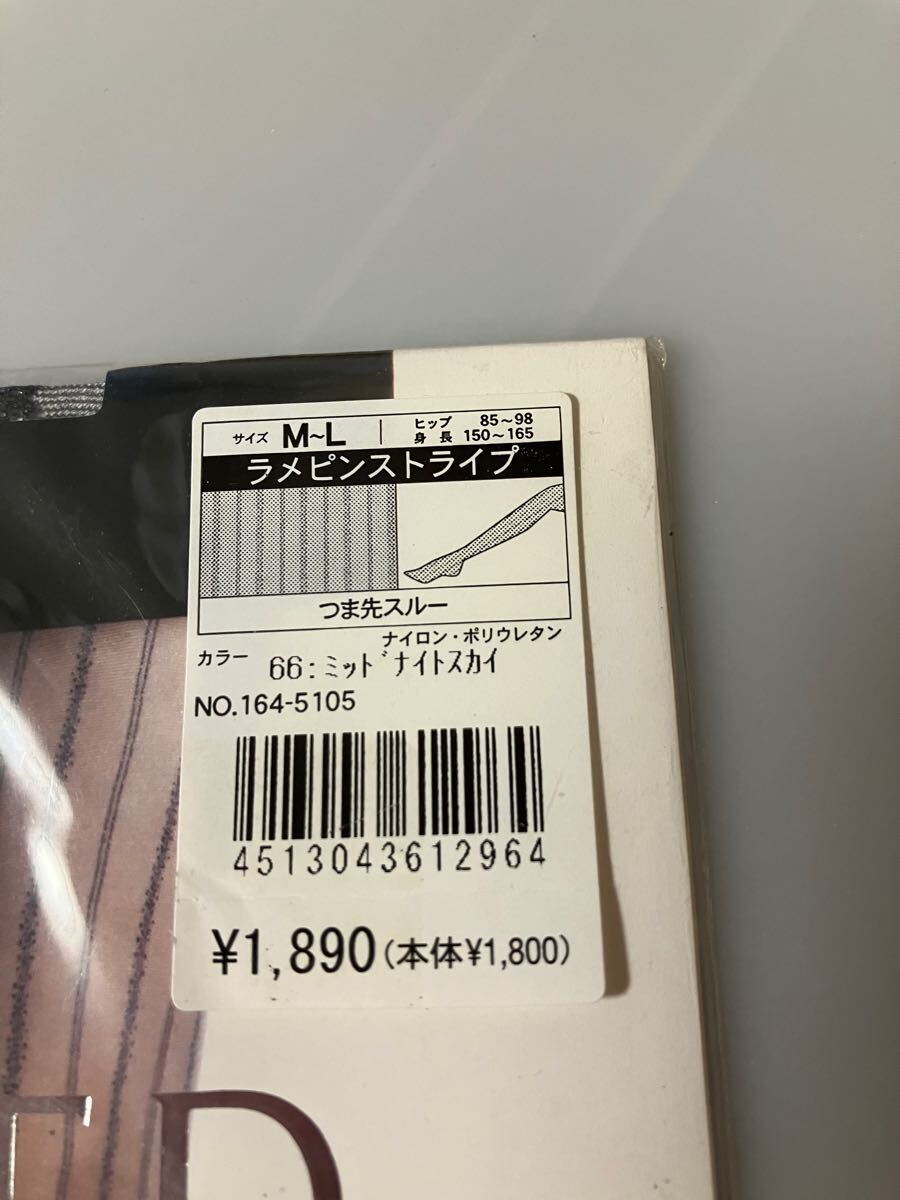 サイズ M~L ヒップ 85~98
身長 150~165
ラメピンストライプ
つま先スルー
ナイロン・ポリウレタン
カラー 66:ミッドナイトスカイ
NO.164-5105
4513043612964
¥1,890(本体¥1,800)